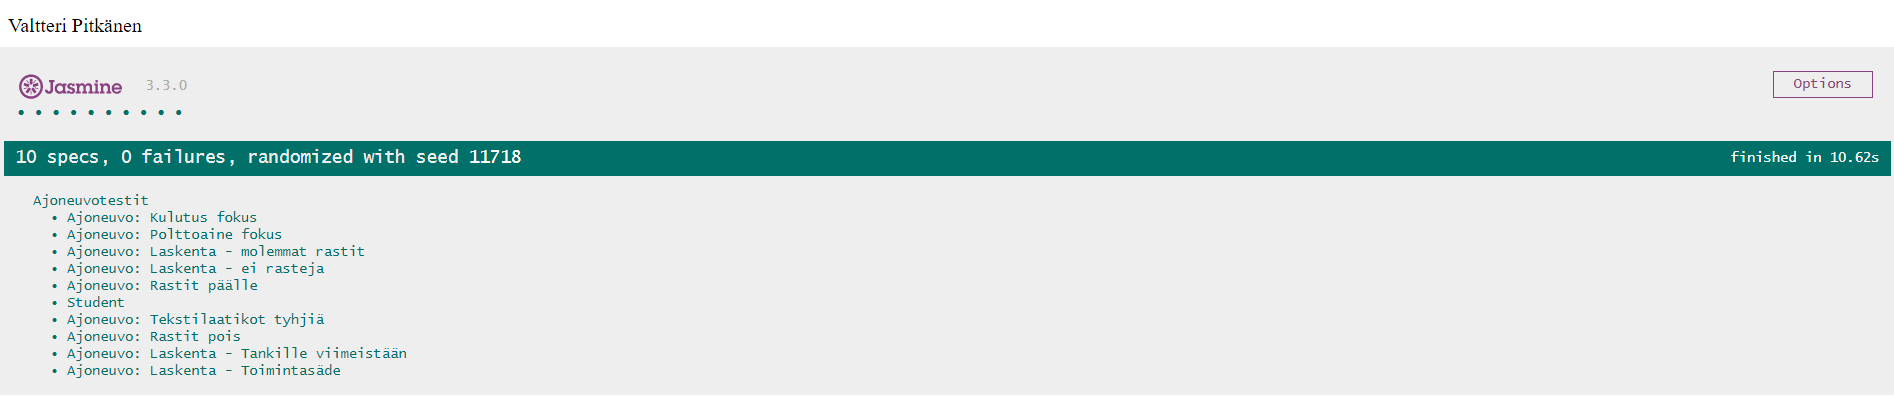 Valtteri Pitkänen
Jasmine 3.3.0
Options
• • • • • • • • • •
10 specs, 0 failures, randomized with seed 11718
finished in 10.62s
Ajoneuvotestit
• Ajoneuvo: Kulutus fokus
• Ajoneuvo: Polttoaine fokus
• Ajoneuvo: Laskenta - molemmat rastit
• Ajoneuvo: Laskenta - ei rasteja
• Ajoneuvo: Rastit päälle
• Student
• Ajoneuvo: Tekstilaatikot tyhjiä
• Ajoneuvo: Rastit pois
• Ajoneuvo: Laskenta - Tankille viimeistään
• Ajoneuvo: Laskenta - Toimintasäde